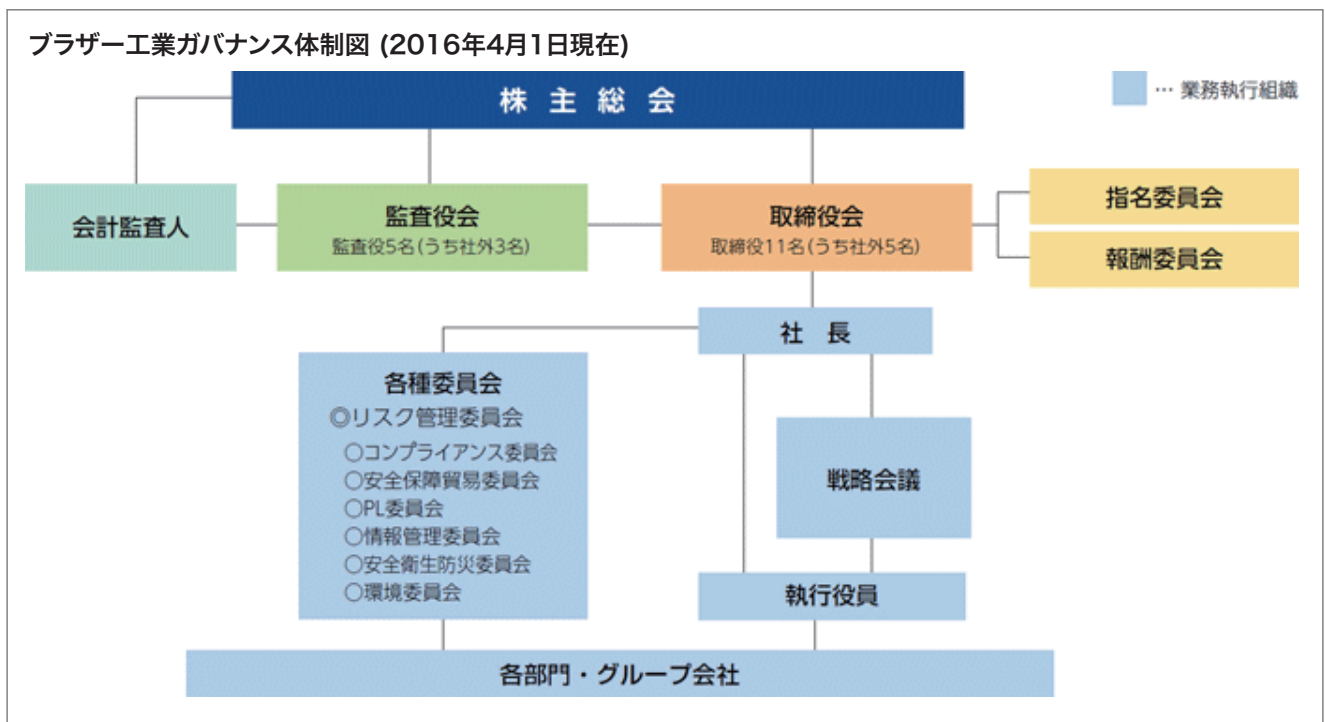 ブラザー工業ガバナンス体制図 (2016年4月1日現在)
株 主 総 会
… 業務執行組織
会計監査人
監査役会
監査役5名(うち社外3名)
取締役会
取締役11名(うち社外5名)
指名委員会
報酬委員会
社 長
各種委員会
◎リスク管理委員会
○コンプライアンス委員会
○安全保障貿易委員会
○PL委員会
○情報管理委員会
○安全衛生防災委員会
○環境委員会
戦略会議
執行役員
各部門・グループ会社